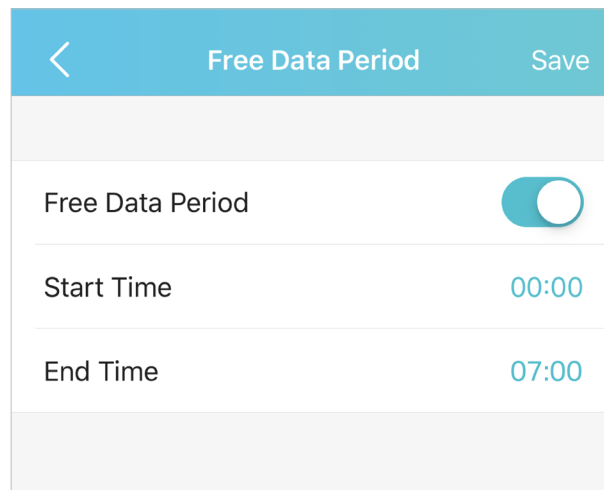 Free Data Period Save
Free Data Period
Start Time 00:00
End Time 07:00